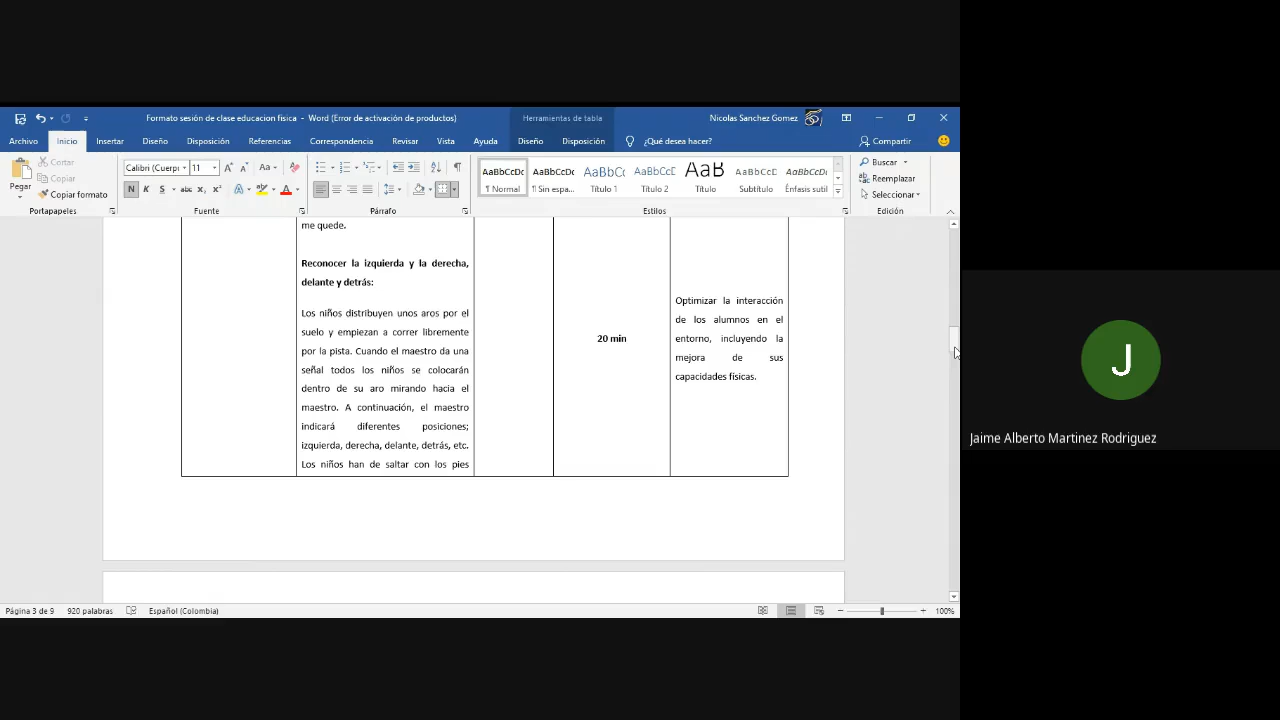 Formato sesión de clase educacion fisica - Word (Error de activación de productos)
Herramientas de tabla
Nicolas Sanchez Gomez
Archivo Inicio Insertar Diseño Disposición Referencias Correspondencia Revisar Vista Ayuda Diseño Disposición ¿Qué desea hacer? Compartir
Pegar
Cortar
Copiar
Copiar formato
Portapapeles
Calibri (Cuerp 11
Fuente
Párrafo
AaBbCcDc AaBbCcDc AaBbCc AaBbCcD AaB AaBbCcD AaBbCcDc
¶ Normal ¶ Sin espa... Título 1 Título 2 Título Subtítulo Énfasis sutil
Estilos
Buscar
Reemplazar
Seleccionar
Edición
me quede.
Reconocer la izquierda y la derecha,
delante y detrás:
Los niños distribuyen unos aros por el
suelo y empiezan a correr libremente
por la pista. Cuando el maestro da una
señal todos los niños se colocarán
dentro de su aro mirando hacia el
maestro. A continuación, el maestro
indicará diferentes posiciones;
izquierda, derecha, delante, detrás, etc.
Los niños han de saltar con los pies
20 min
Optimizar la interacción
de los alumnos en el
entorno, incluyendo la
mejora de sus
capacidades físicas.
Página 3 de 9 920 palabras Español (Colombia) 100%
J
Jaime Alberto Martinez Rodriguez